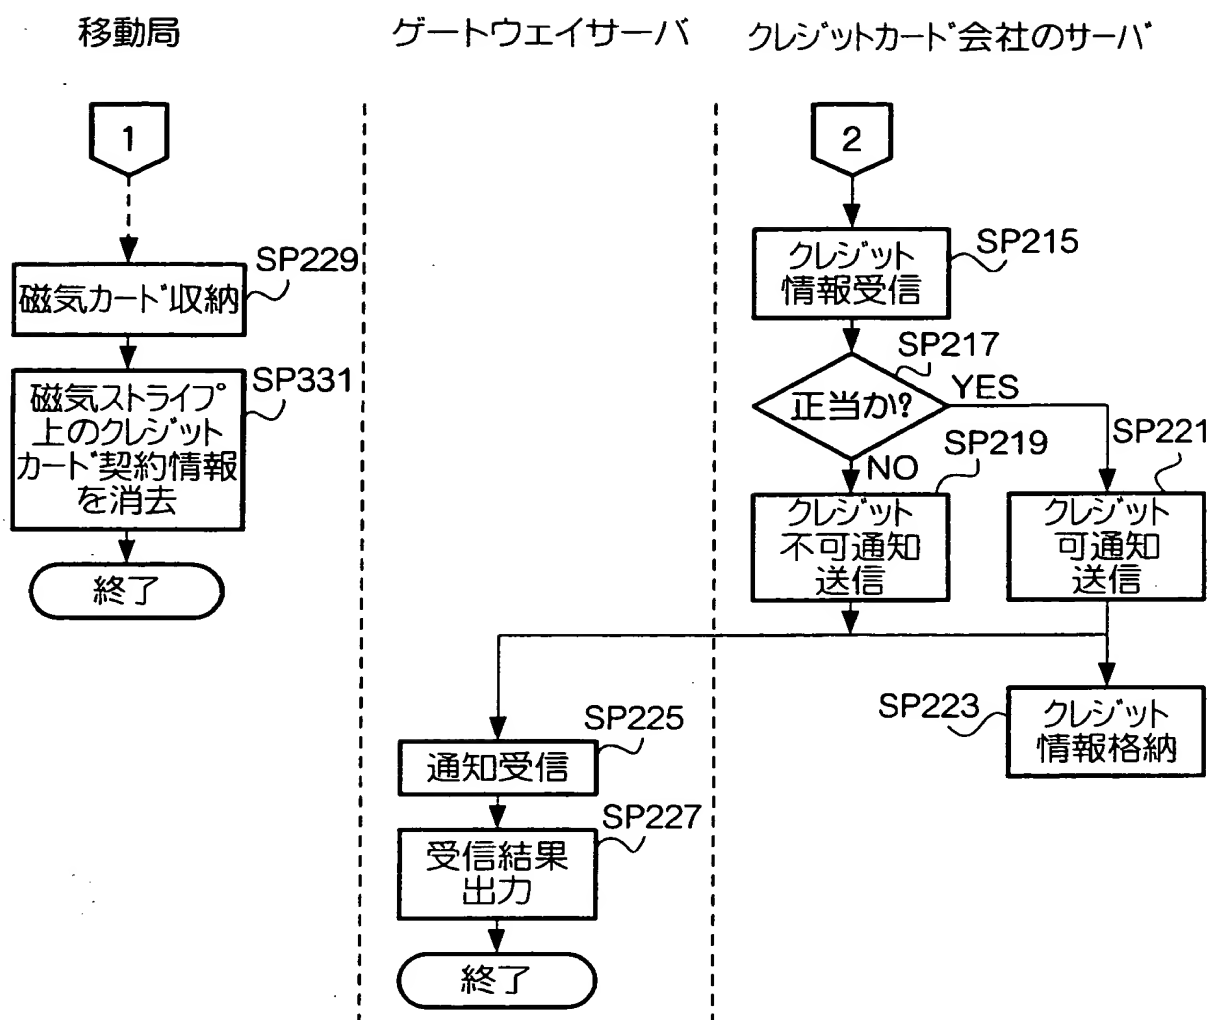 移動局
ゲートウェイサーバ
クレジットカード会社のサーバ
1
SP229
磁気カード収納
SP331
磁気ストライプ
上のクレジット
カード契約情報
を消去
終了
2
SP215
クレジット
情報受信
SP217
正当か?
YES
NO
SP219
クレジット
不可通知
送信
SP221
クレジット
可通知
送信
SP223
クレジット
情報格納
SP225
通知受信
SP227
受信結果
出力
終了